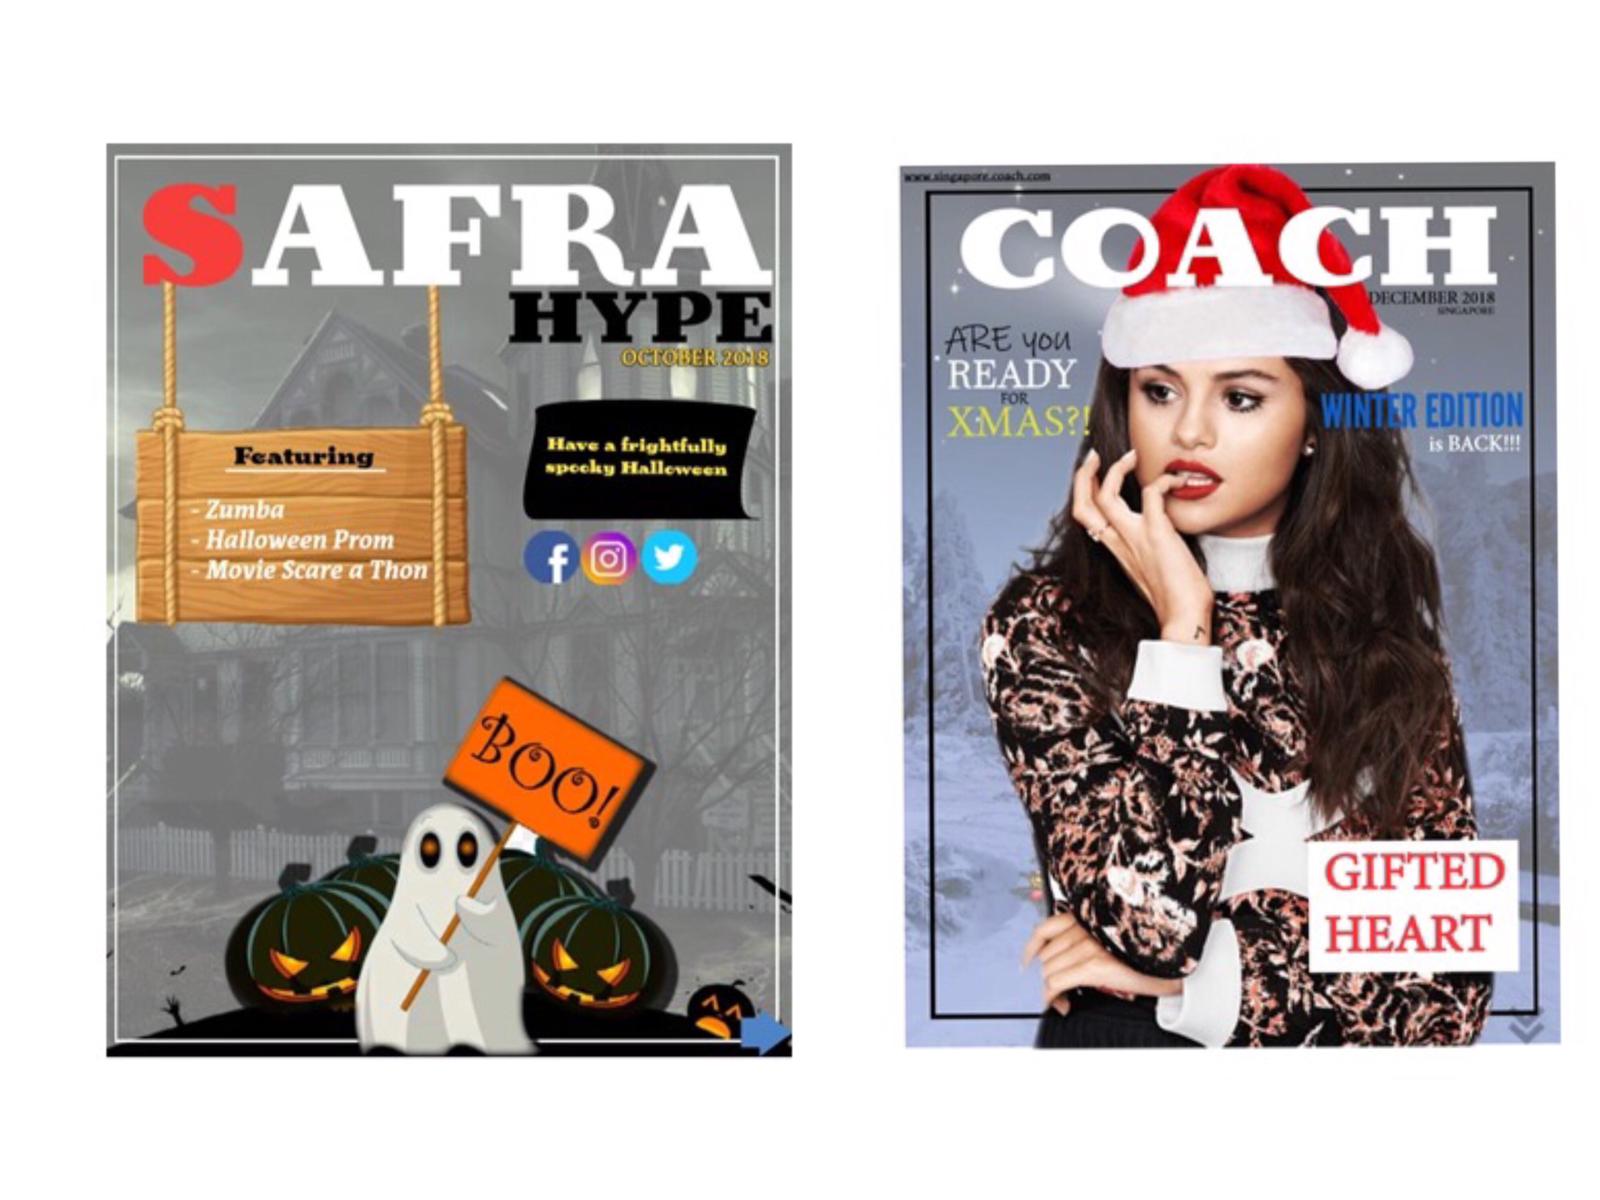 SAFRA
HYPE
OCTOBER 2018
Featuring
- Zumba
- Halloween Prom
- Movie Scare a Thon
Have a frightfully
spooky Halloween
BOO!
www.singapore.coach.com
COACH
DECEMBER 2018
SINGAPORE
ARE you
READY
FOR
XMAS?!
WINTER EDITION
is BACK!!!
GIFTED
HEART